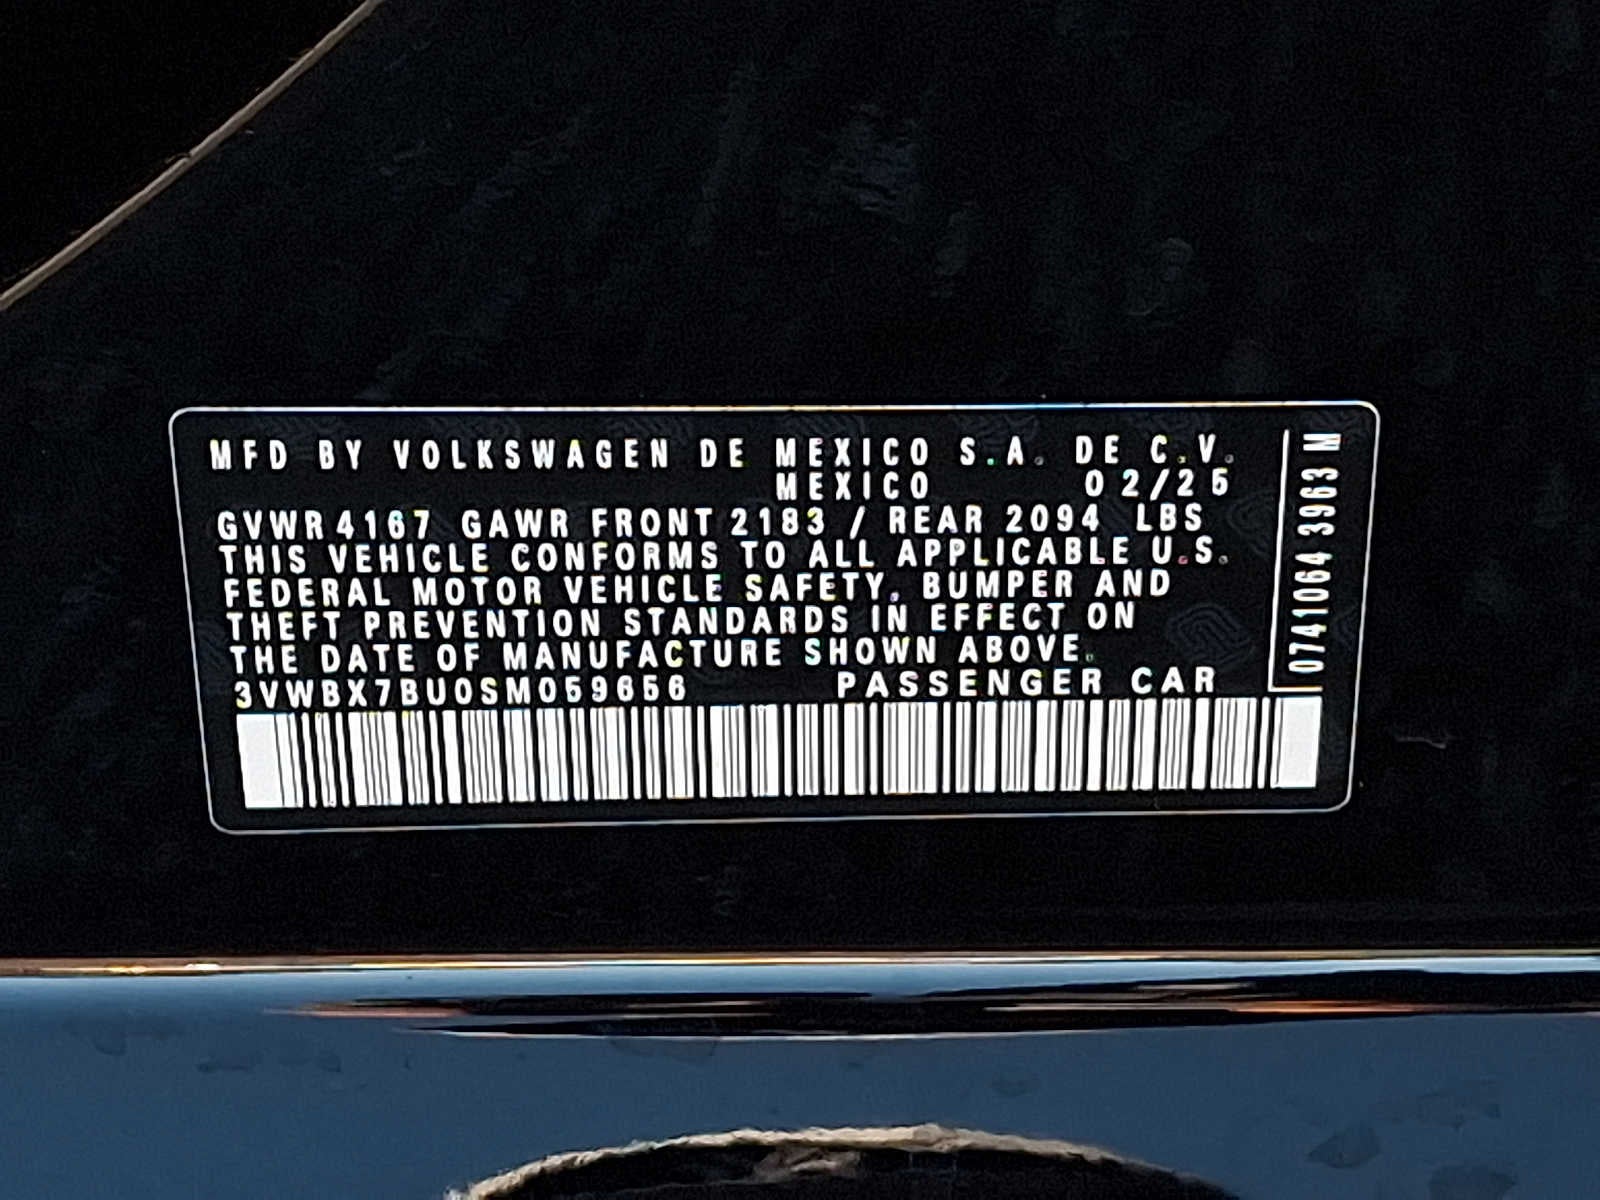 MFD BY VOLKSWAGEN DE MEXICO S.A. DE C.V.
MEXICO 02/25
GVWR 4167 GAWR FRONT 2183 / REAR 2094 LBS
THIS VEHICLE CONFORMS TO ALL APPLICABLE U.S.
FEDERAL MOTOR VEHICLE SAFETY, BUMPER AND
THEFT PREVENTION STANDARDS IN EFFECT ON
THE DATE OF MANUFACTURE SHOWN ABOVE.
3VWBX7BU0SM059656 PASSENGER CAR
0741064 3963 M